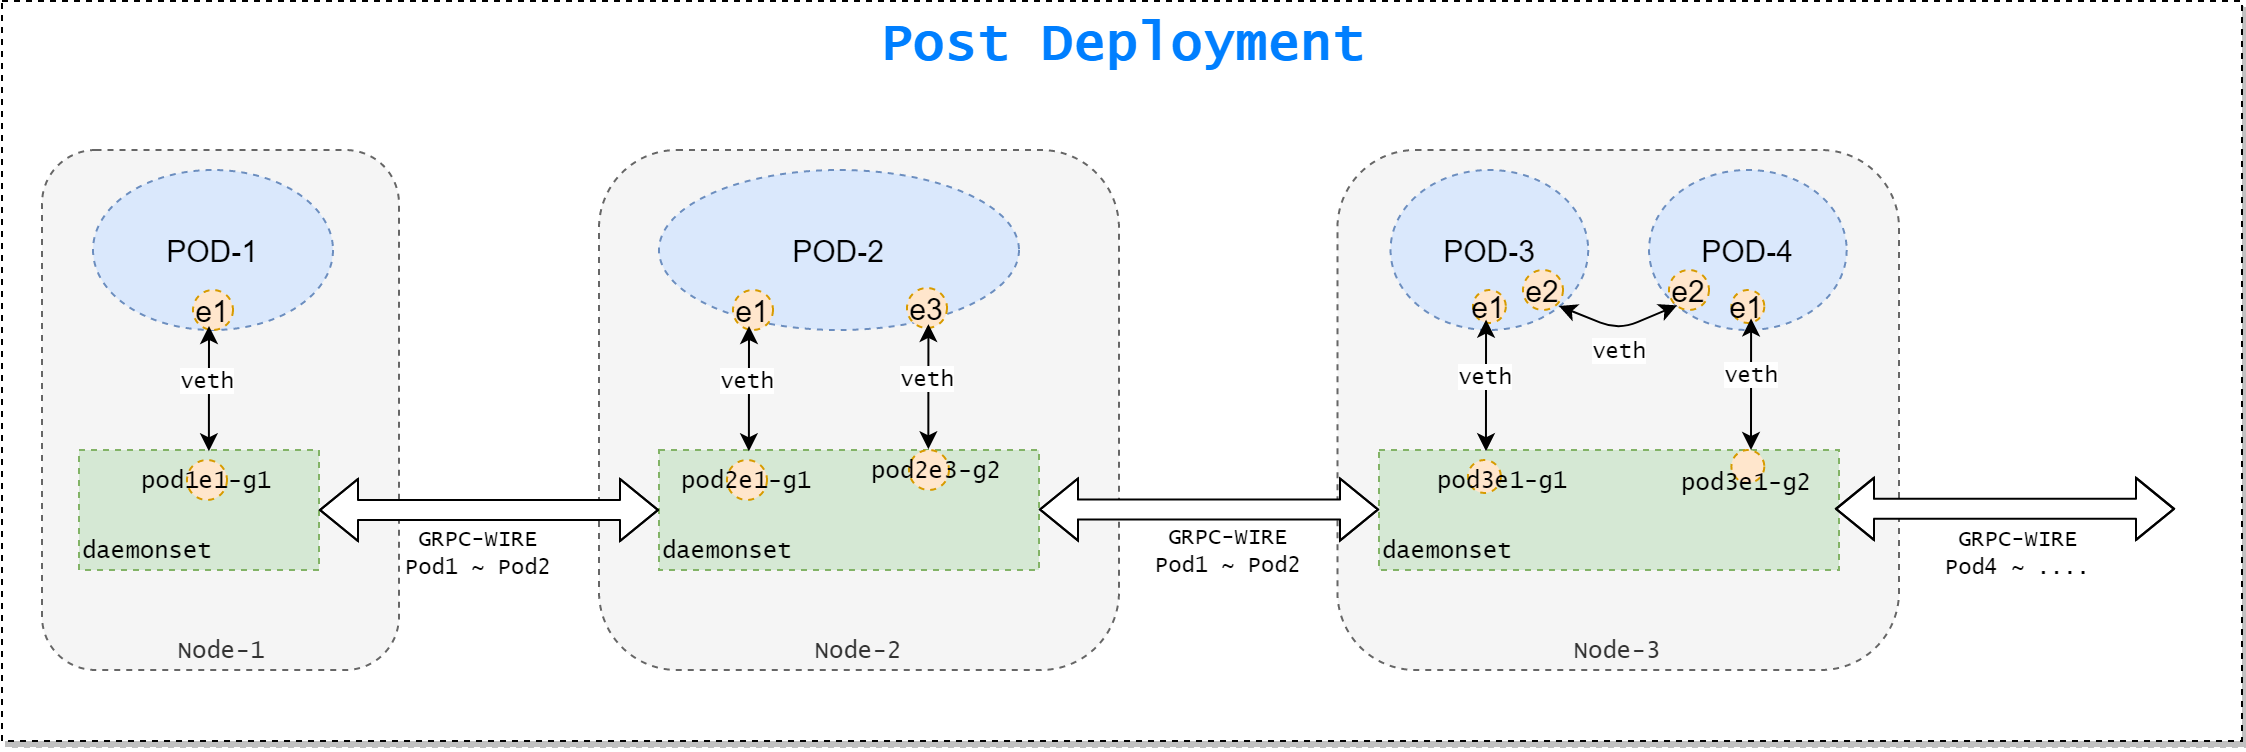 Post Deployment
POD-1
e1
veth
pod1e1-g1
daemonset
Node-1
GRPC-WIRE
Pod1 ~ Pod2
POD-2
e1
e3
veth
veth
pod2e1-g1
pod2e3-g2
daemonset
Node-2
GRPC-WIRE
Pod1 ~ Pod2
POD-3
e1
e2
POD-4
e2
e1
veth
veth
veth
pod3e1-g1
pod3e1-g2
daemonset
Node-3
GRPC-WIRE
Pod4 ~ ....